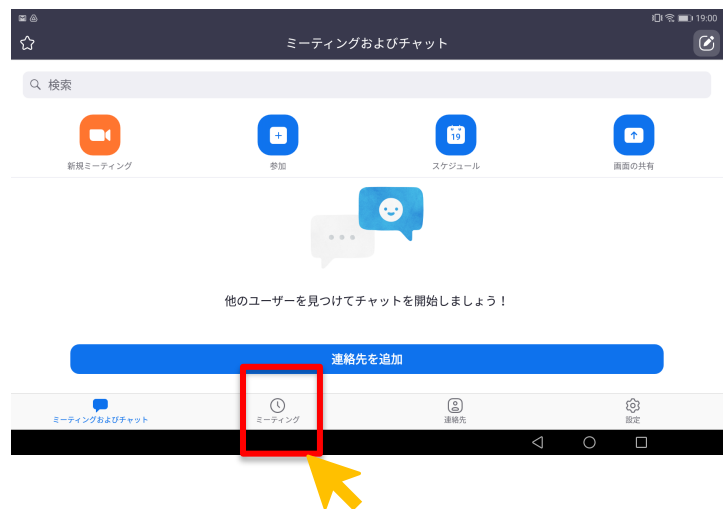 19:00
ミーティングおよびチャット
検索
19
新規ミーティング
参加
スケジュール
画面の共有
他のユーザーを見つけてチャットを開始しましょう！
連絡先を追加
ミーティングおよびチャット
ミーティング
連絡先
設定